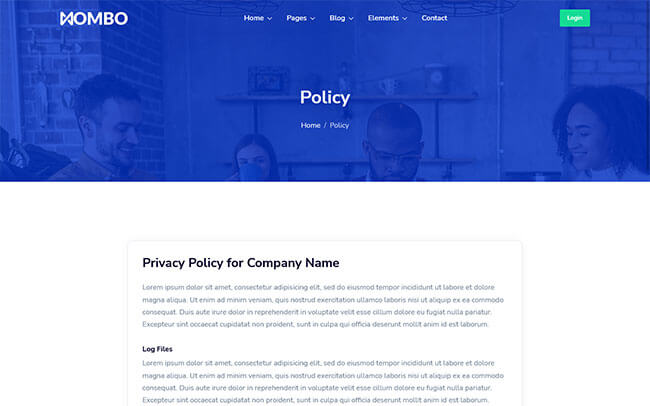 MOMBO
Home Pages Blog Elements Contact
Login
Policy
Home / Policy
Privacy Policy for Company Name
Lorem ipsum dolor sit amet, consectetur adipisicing elit, sed do eiusmod tempor incididunt ut labore et dolore
magna aliqua. Ut enim ad minim veniam, quis nostrud exercitation ullamco laboris nisi ut aliquip ex ea commodo
consequat. Duis aute irure dolor in reprehenderit in voluptate velit esse cillum dolore eu fugiat nulla pariatur.
Excepteur sint occaecat cupidatat non proident, sunt in culpa qui officia deserunt mollit anim id est laborum.
Log Files
Lorem ipsum dolor sit amet, consectetur adipisicing elit, sed do eiusmod tempor incididunt ut labore et dolore
magna aliqua. Ut enim ad minim veniam, quis nostrud exercitation ullamco laboris nisi ut aliquip ex ea commodo
consequat. Duis aute irure dolor in reprehenderit in voluptate velit esse cillum dolore eu fugiat nulla pariatur.
Excepteur sint occaecat cupidatat non proident, sunt in culpa qui officia deserunt mollit anim id est laborum.